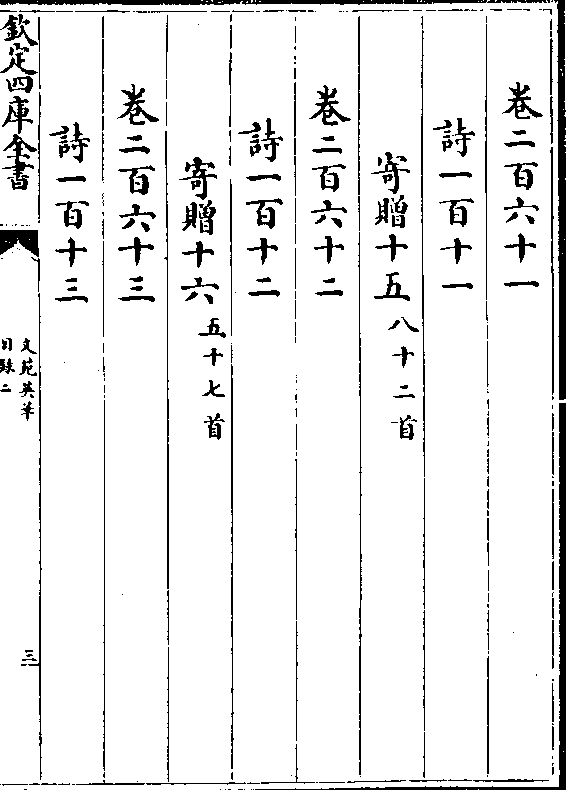 卷二百六十一
詩一百十一
寄贈十五八十二首
卷二百六十二
詩一百十二
寄贈十六五十七首
卷二百六十三
詩一百十三
欽定四庫全書
文苑英華
目録二
三